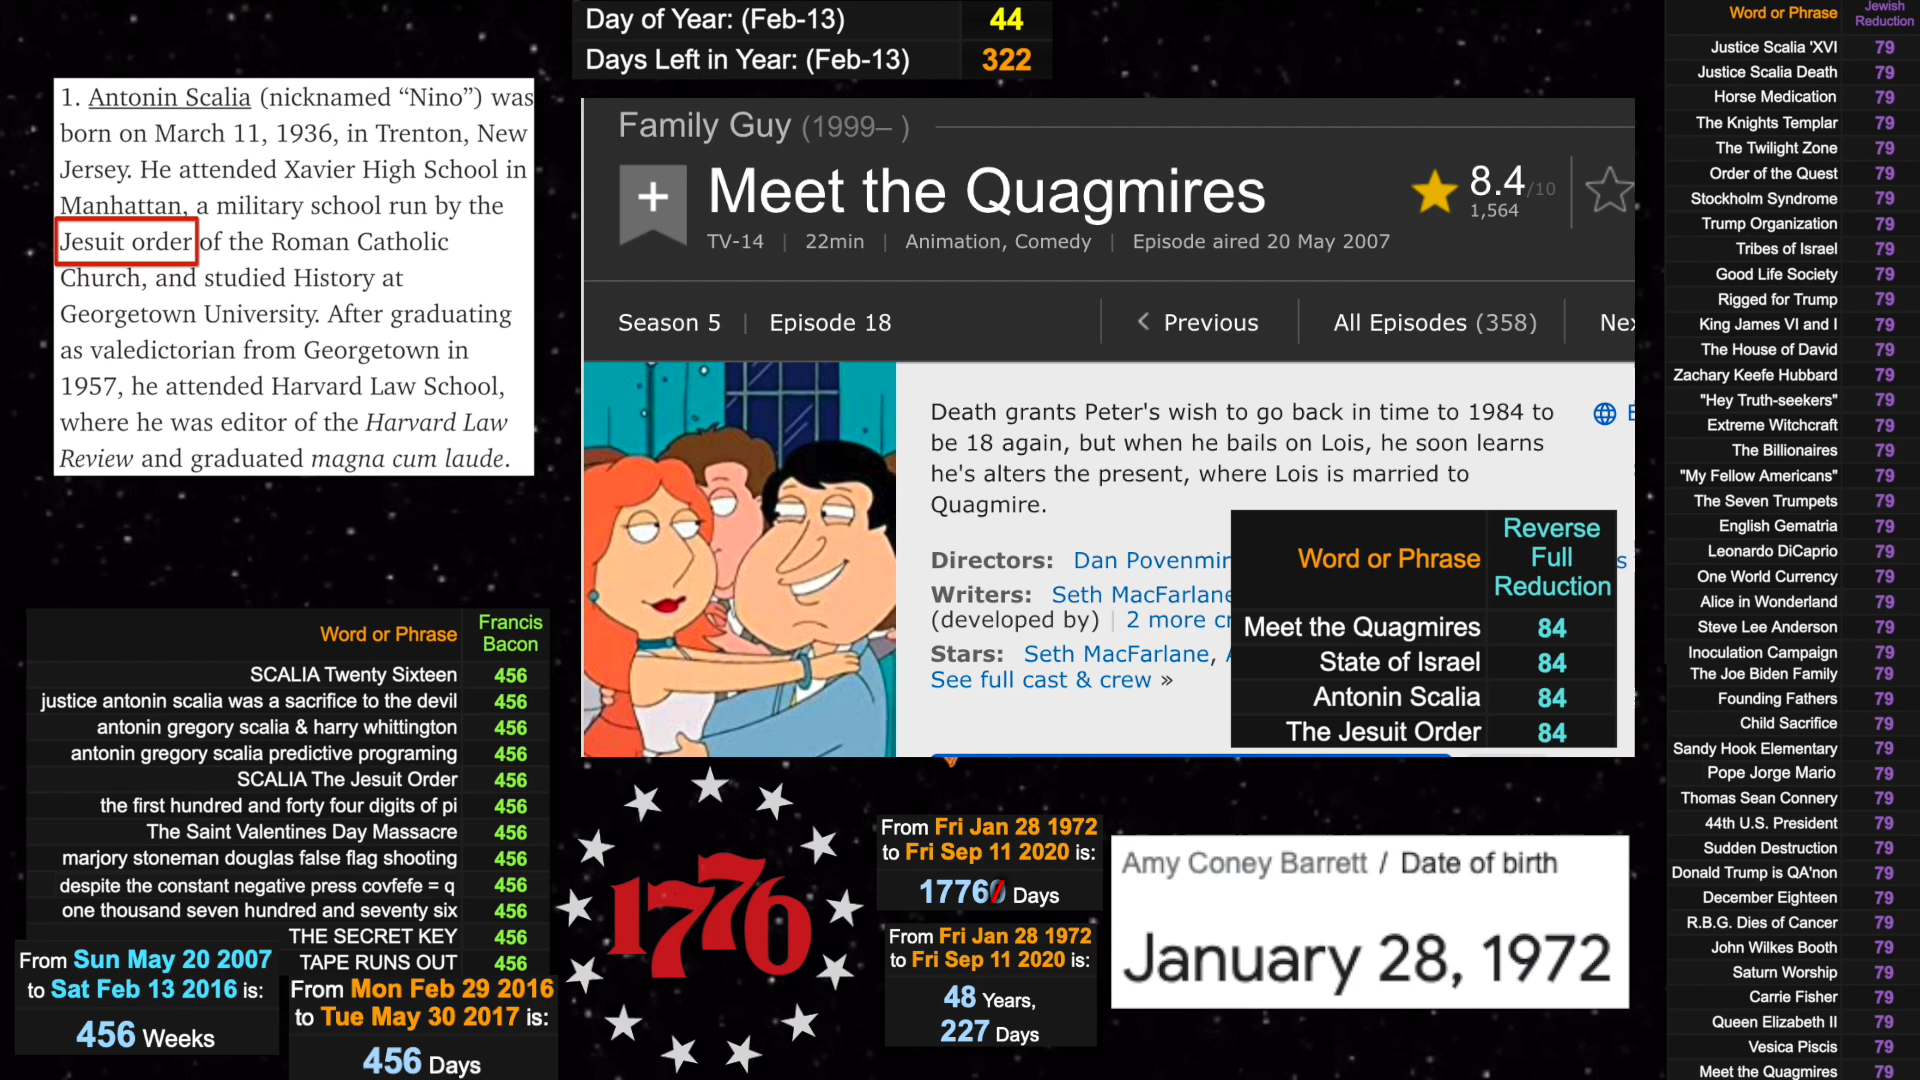 Day of Year: (Feb-13) 44
Days Left in Year: (Feb-13) 322
1. Antonin Scalia (nicknamed “Nino”) was
born on March 11, 1936, in Trenton, New
Jersey. He attended Xavier High School in
Manhattan, a military school run by the
Jesuit order of the Roman Catholic
Church, and studied History at
Georgetown University. After graduating
as valedictorian from Georgetown in
1957, he attended Harvard Law School,
where he was editor of the Harvard Law
Review and graduated magna cum laude.
Family Guy (1999– )
+ Meet the Quagmires
8.4/10
1,564
TV-14 | 22min | Animation, Comedy | Episode aired 20 May 2007
Season 5 | Episode 18
Previous
All Episodes (358)
Death grants Peter's wish to go back in time to 1984 to
be 18 again, but when he bails on Lois, he soon learns
he's alters the present, where Lois is married to
Quagmire.
Directors: Dan Povenmir
Writers: Seth MacFarlane
(developed by) | 2 more cr
Stars: Seth MacFarlane,
See full cast & crew »
Word or Phrase Reverse Full Reduction
Meet the Quagmires 84
State of Israel 84
Antonin Scalia 84
The Jesuit Order 84
Word or Phrase Francis Bacon
SCALIA Twenty Sixteen 456
justice antonin scalia was a sacrifice to the devil 456
antonin gregory scalia & harry whittington 456
antonin gregory scalia predictive programing 456
SCALIA The Jesuit Order 456
the first hundred and forty four digits of pi 456
The Saint Valentines Day Massacre 456
marjory stoneman douglas false flag shooting 456
despite the constant negative press covfefe = q 456
one thousand seven hundred and seventy six 456
THE SECRET KEY 456
TAPE RUNS OUT 456
From Sun May 20 2007
to Sat Feb 13 2016 is:
456 Weeks
From Mon Feb 29 2016
to Tue May 30 2017 is:
456 Days
1776
From Fri Jan 28 1972
to Fri Sep 11 2020 is:
17760 Days
From Fri Jan 28 1972
to Fri Sep 11 2020 is:
48 Years,
227 Days
Amy Coney Barrett / Date of birth
January 28, 1972
Word or Phrase Jewish Reduction
Justice Scalia 'XVI 79
Justice Scalia Death 79
Horse Medication 79
The Knights Templar 79
The Twilight Zone 79
Order of the Quest 79
Stockholm Syndrome 79
Trump Organization 79
Tribes of Israel 79
Good Life Society 79
Rigged for Trump 79
King James VI and I 79
The House of David 79
Zachary Keefe Hubbard 79
"Hey Truth-seekers" 79
Extreme Witchcraft 79
The Billionaires 79
"My Fellow Americans" 79
The Seven Trumpets 79
English Gematria 79
Leonardo DiCaprio 79
One World Currency 79
Alice in Wonderland 79
Steve Lee Anderson 79
Inoculation Campaign 79
The Joe Biden Family 79
Founding Fathers 79
Child Sacrifice 79
Sandy Hook Elementary 79
Pope Jorge Mario 79
Thomas Sean Connery 79
44th U.S. President 79
Sudden Destruction 79
Donald Trump is QA'non 79
December Eighteen 79
R.B.G. Dies of Cancer 79
John Wilkes Booth 79
Saturn Worship 79
Carrie Fisher 79
Queen Elizabeth II 79
Vesica Piscis 79
Meet the Quagmires 79